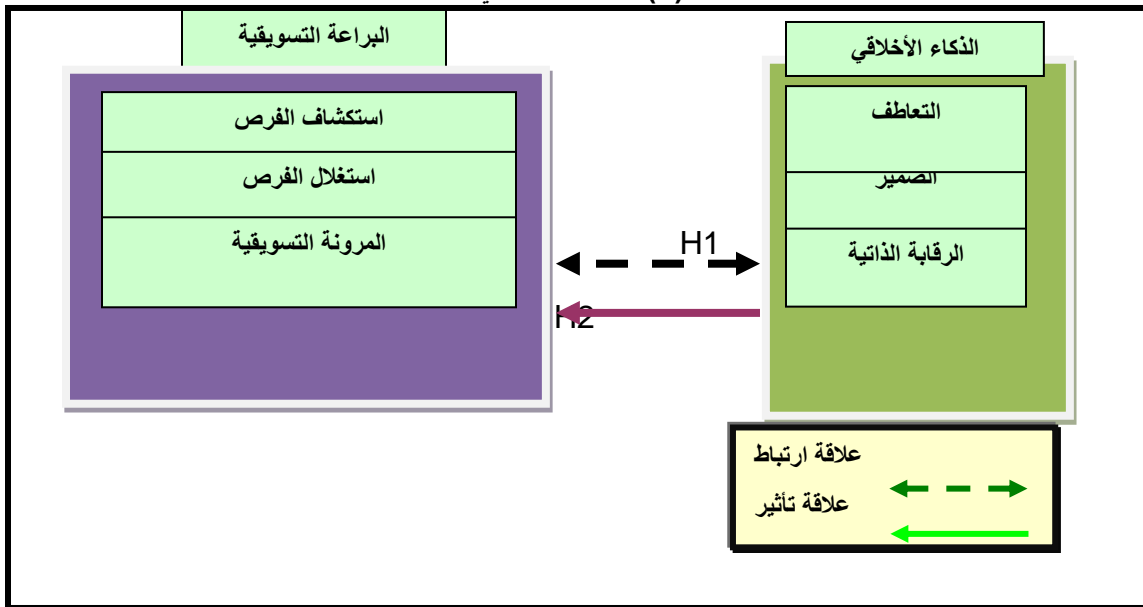 الذكاء الأخلاقي
التعاطف
الضمير
الرقابة الذاتية
البراعة التسويقية
استكشاف الفرص
استغلال الفرص
المرونة التسويقية
H1
H2
علاقة ارتباط
علاقة تأثير